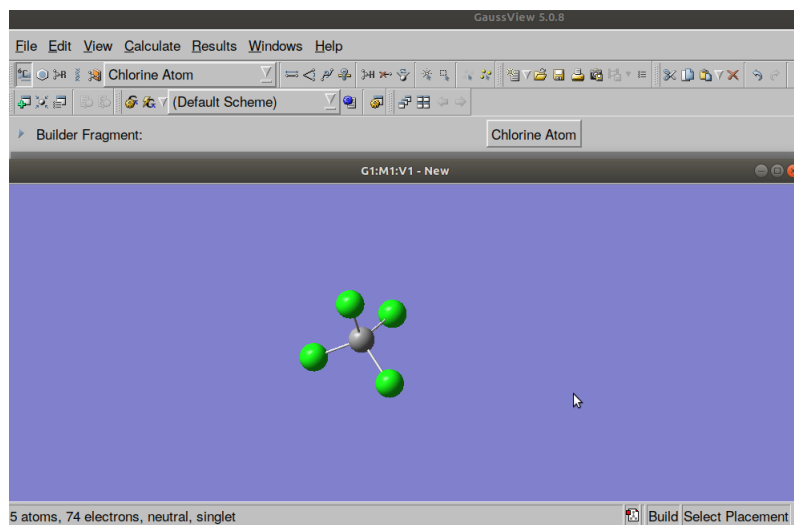 GaussView 5.0.8
File Edit View Calculate Results Windows Help
Chlorine Atom
(Default Scheme)
Builder Fragment: Chlorine Atom
G1:M1:V1 - New
5 atoms, 74 electrons, neutral, singlet Build Select Placement